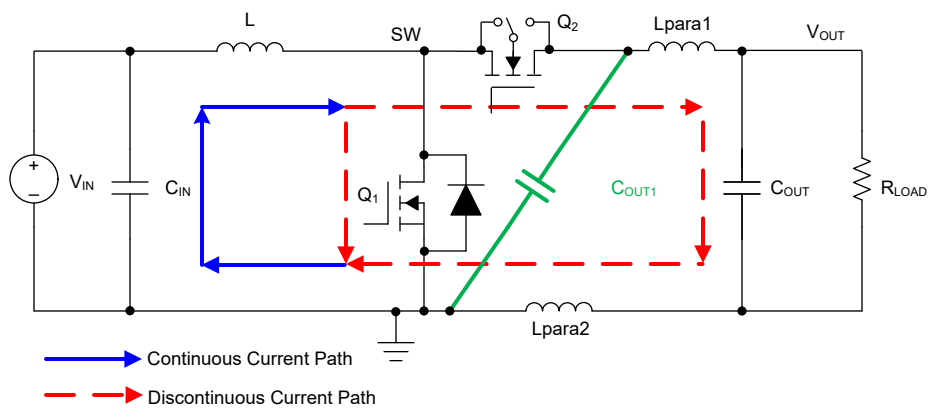 L
SW
Q2
Lpara1
VOUT
+
−
VIN
CIN
Q1
COUT1
COUT
RLOAD
Lpara2
Continuous Current Path
Discontinuous Current Path